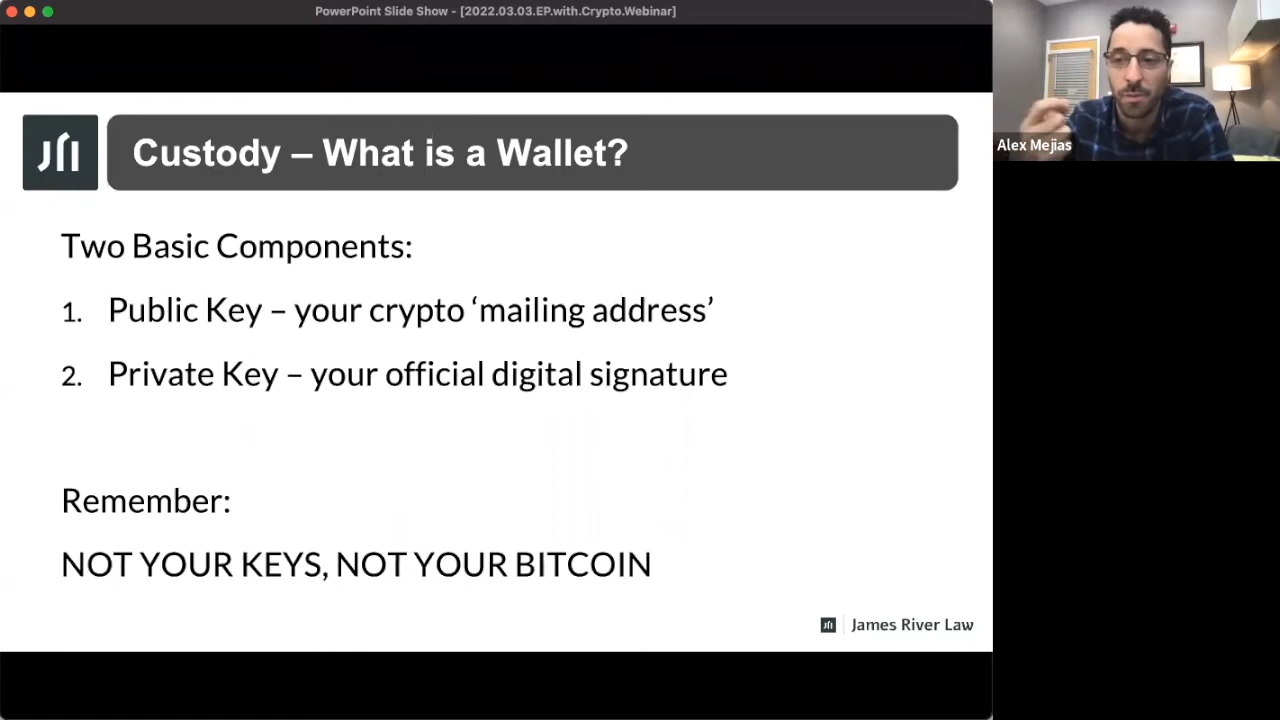 PowerPoint Slide Show - [2022.03.03.EP.with.Crypto.Webinar]
Custody – What is a Wallet?
Alex Mejias
Two Basic Components:
1. Public Key – your crypto ‘mailing address’
2. Private Key – your official digital signature
Remember:
NOT YOUR KEYS, NOT YOUR BITCOIN
James River Law